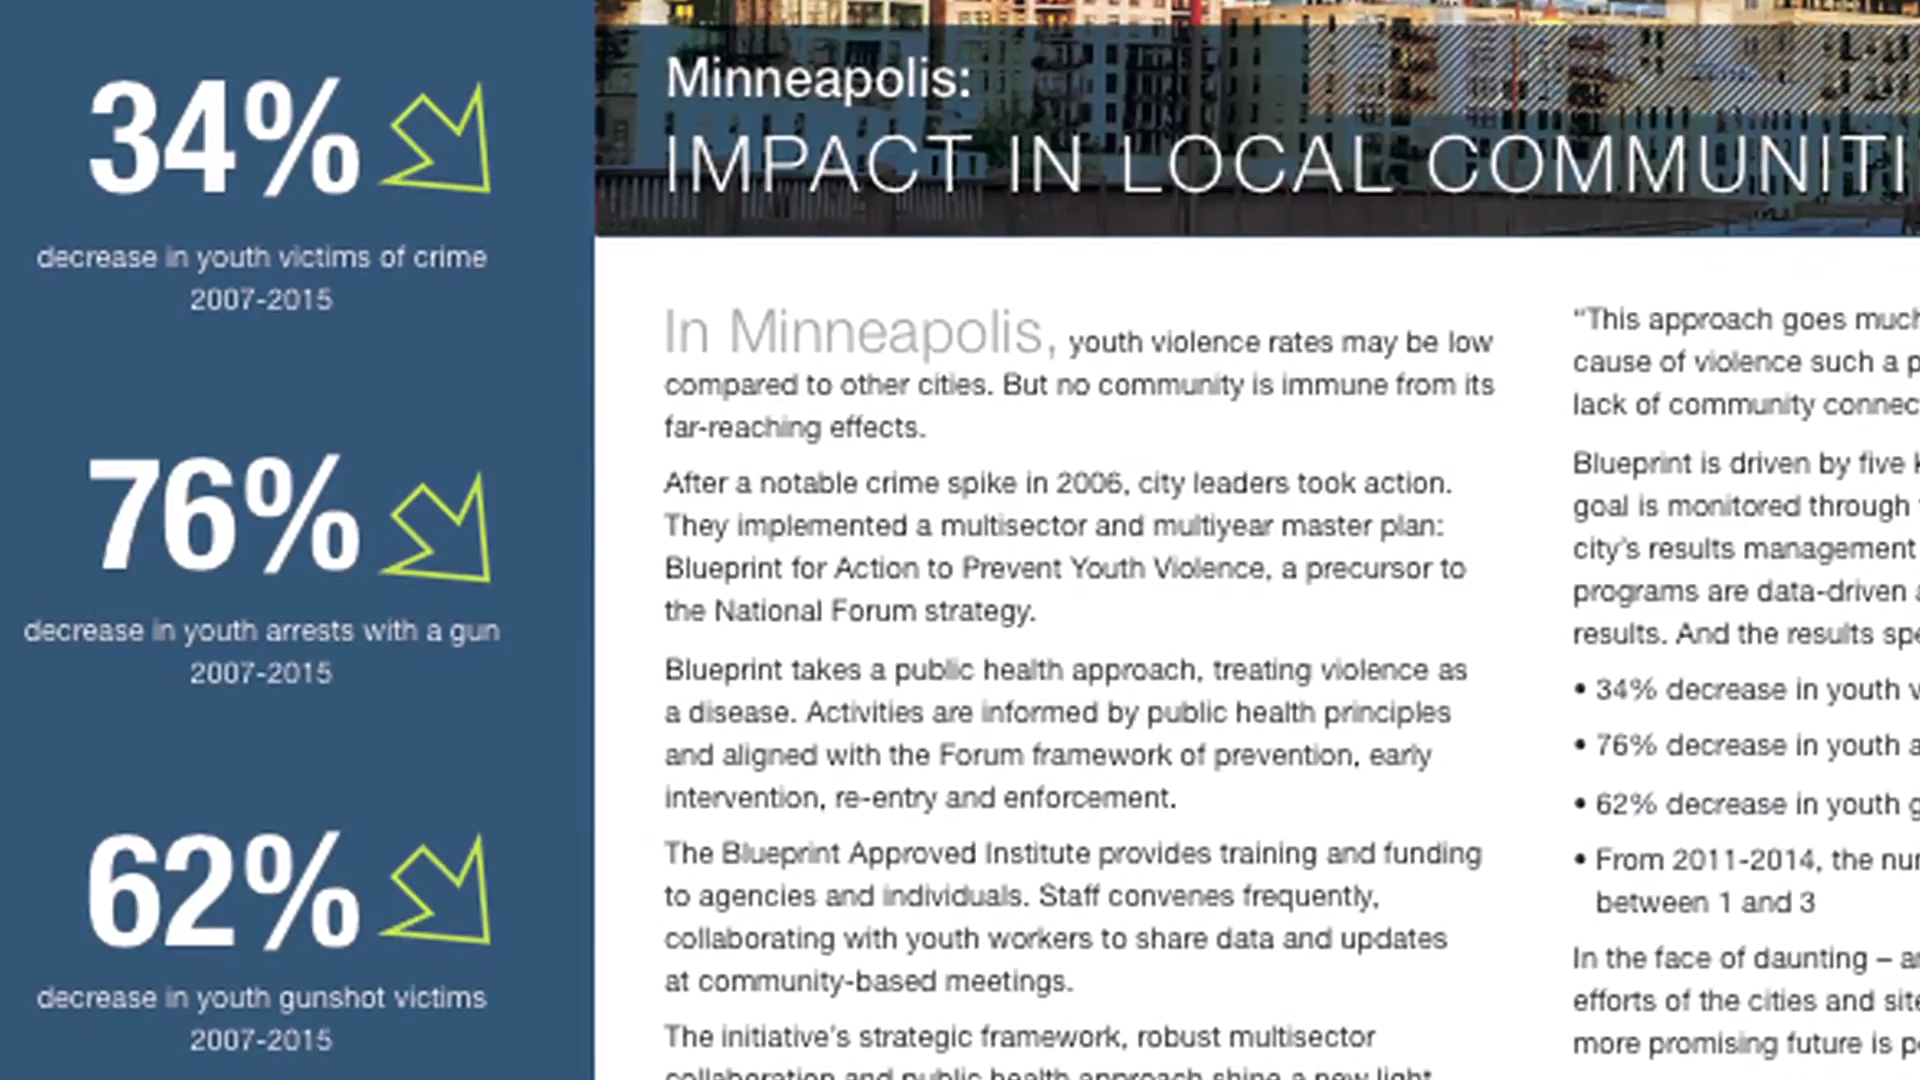 34%
decrease in youth victims of crime
2007-2015
76%
decrease in youth arrests with a gun
2007-2015
62%
decrease in youth gunshot victims
2007-2015
Minneapolis:
IMPACT IN LOCAL COMMUNITI
In Minneapolis, youth violence rates may be low
compared to other cities. But no community is immune from its
far-reaching effects.
After a notable crime spike in 2006, city leaders took action.
They implemented a multisector and multiyear master plan:
Blueprint for Action to Prevent Youth Violence, a precursor to
the National Forum strategy.
Blueprint takes a public health approach, treating violence as
a disease. Activities are informed by public health principles
and aligned with the Forum framework of prevention, early
intervention, re-entry and enforcement.
The Blueprint Approved Institute provides training and funding
to agencies and individuals. Staff convenes frequently,
collaborating with youth workers to share data and updates
at community-based meetings.
The initiative's strategic framework, robust multisector
collaboration and public health approach shine a new light
“This approach goes much
cause of violence such a p
lack of community connec
Blueprint is driven by five k
goal is monitored through
city's results management
programs are data-driven a
results. And the results spe
• 34% decrease in youth v
• 76% decrease in youth a
• 62% decrease in youth g
• From 2011-2014, the nu
between 1 and 3
In the face of daunting – a
efforts of the cities and site
more promising future is p